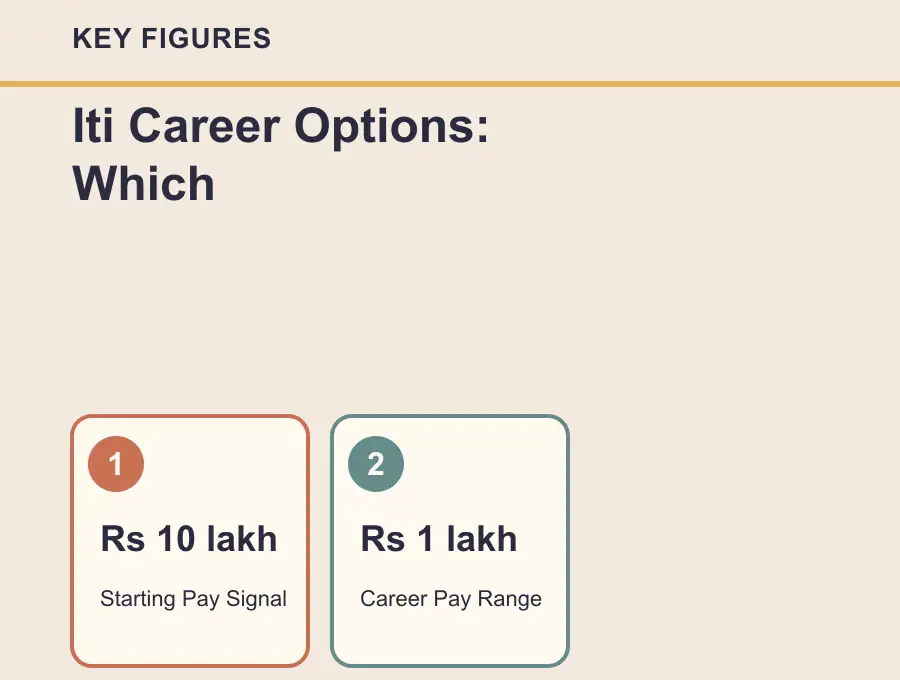 KEY FIGURES
Iti Career Options:
Which
1
Rs 10 lakh
Starting Pay Signal
2
Rs 1 lakh
Career Pay Range